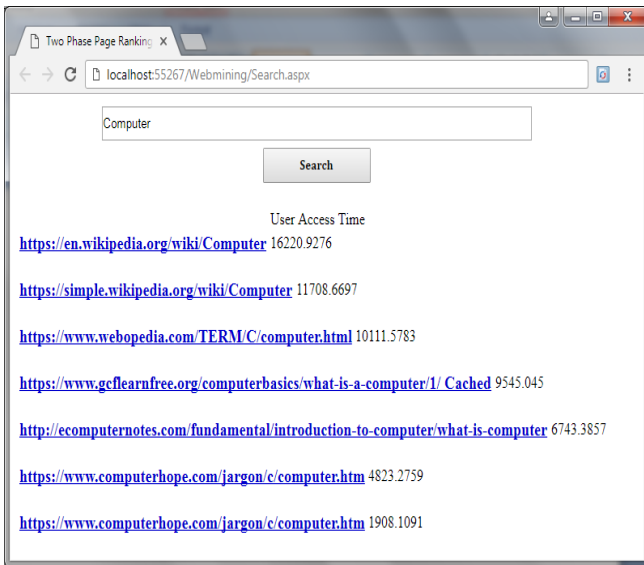 Two Phase Page Ranking
localhost:55267/Webmining/Search.aspx
Computer
Search
User Access Time
https://en.wikipedia.org/wiki/Computer 16220.9276
https://simple.wikipedia.org/wiki/Computer 11708.6697
https://www.webopedia.com/TERM/C/computer.html 10111.5783
https://www.gcflearnfree.org/computerbasics/what-is-a-computer/1/ Cached 9545.045
http://ecomputernotes.com/fundamental/introduction-to-computer/what-is-computer 6743.3857
https://www.computerhope.com/jargon/c/computer.htm 4823.2759
https://www.computerhope.com/jargon/c/computer.htm 1908.1091